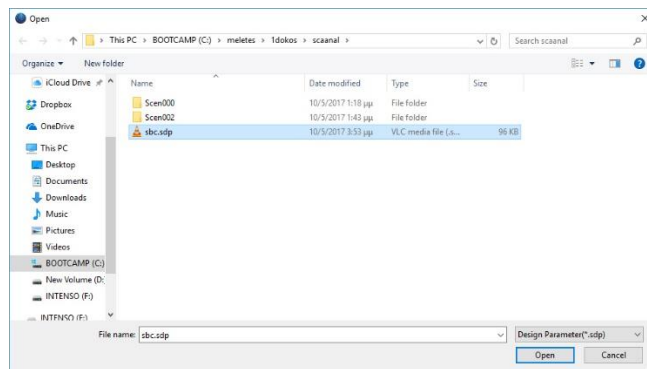 Open
This PC > BOOTCAMP (C:) > meletes > 1dokos > scaanal >
Search scaanal
Organize
New folder
Name
Date modified
Type
Size
iCloud Drive
Dropbox
OneDrive
This PC
Desktop
Documents
Downloads
Music
Pictures
Videos
BOOTCAMP (C:)
New Volume (D:
INTENSO (F:)
INTENSO (F:)
Scen000 10/5/2017 1:18 μμ File folder
Scen002 10/5/2017 1:43 μμ File folder
sbc.sdp 10/5/2017 3:53 μμ VLC media file (.s... 96 KB
File name: sbc.sdp
Design Parameter(*.sdp)
Open
Cancel